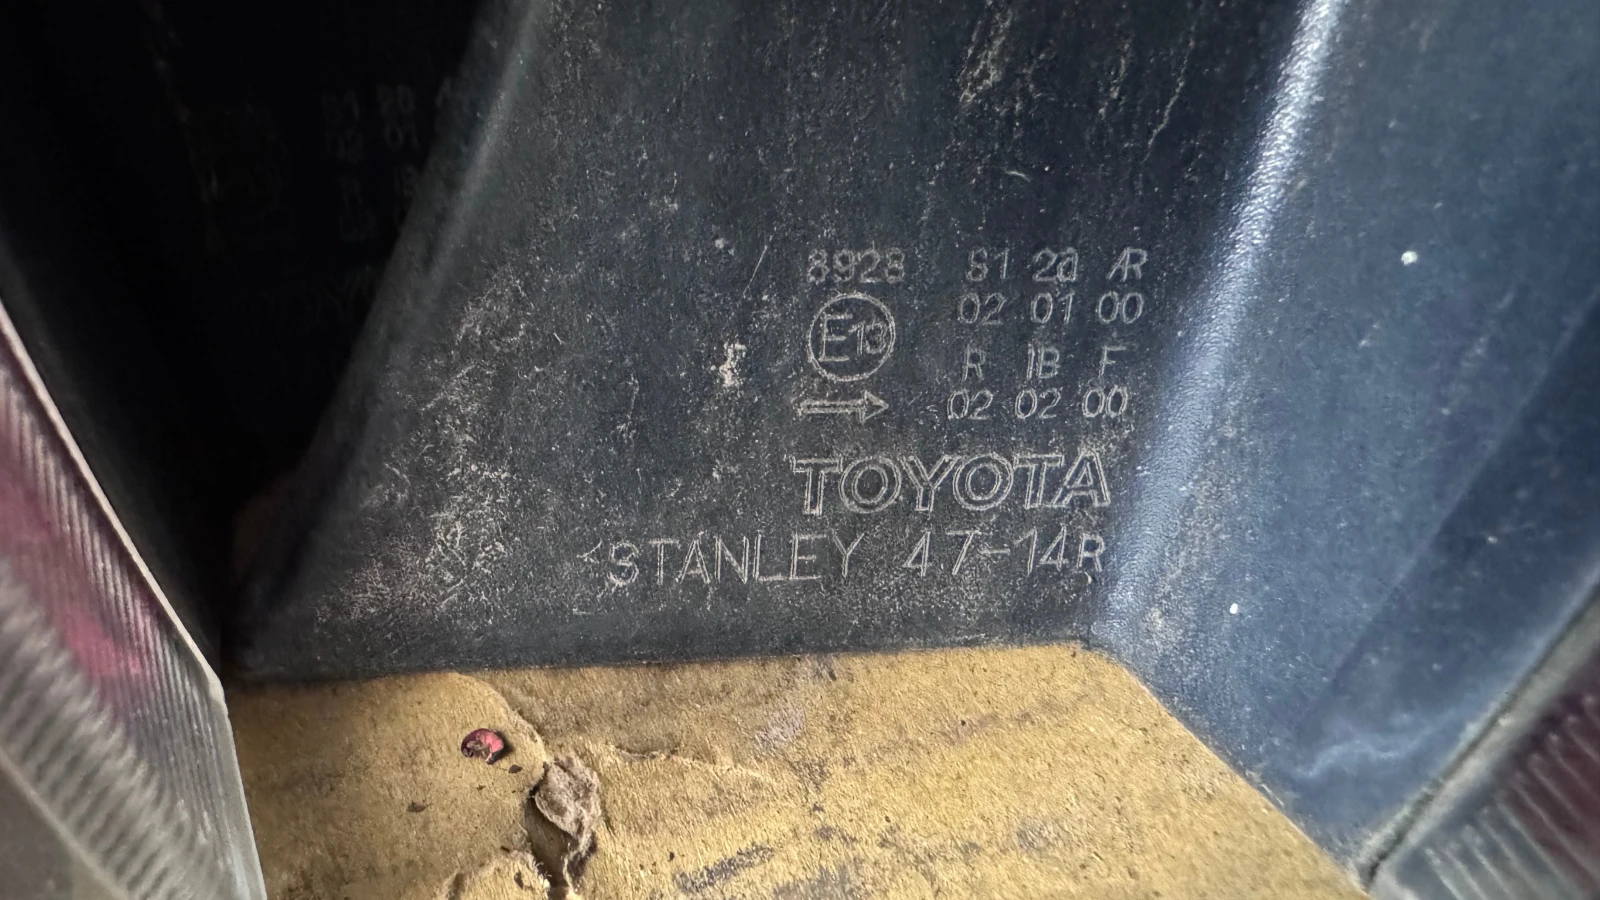 8928 S1 2a AR
E13 02 01 00
R IB F
→ 02 02 00
TOYOTA
STANLEY 47-14R